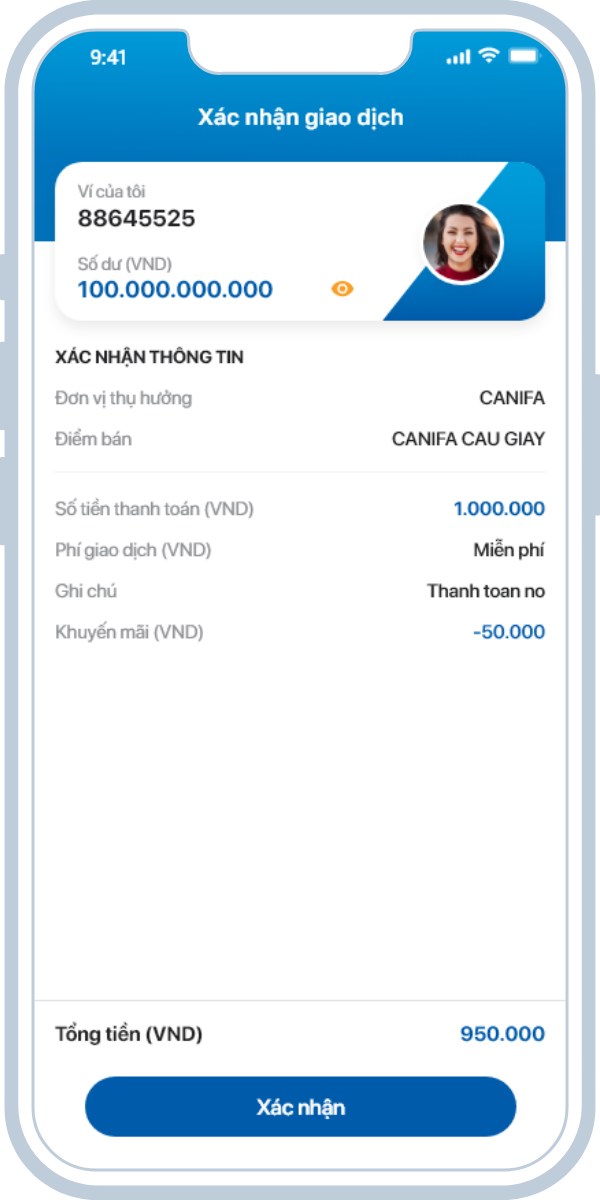 9:41
Xác nhận giao dịch
Ví của tôi
88645525
Số dư (VND)
100.000.000.000
XÁC NHẬN THÔNG TIN
Đơn vị thụ hưởng CANIFA
Điểm bán CANIFA CAU GIAY
Số tiền thanh toán (VND) 1.000.000
Phí giao dịch (VND) Miễn phí
Ghi chú Thanh toan no
Khuyến mãi (VND) -50.000
Tổng tiền (VND) 950.000
Xác nhận